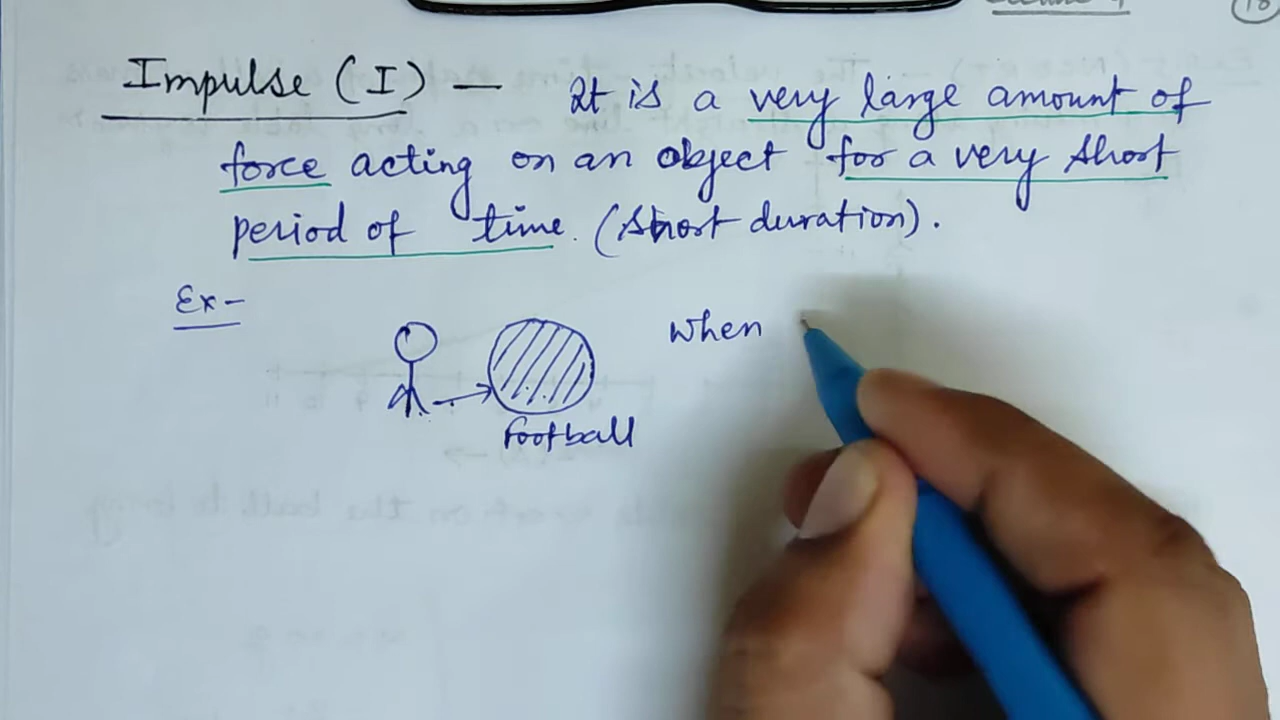 Impulse (I) — It is a very large amount of
force acting on an object for a very short
period of time. (short duration).
Ex-
when
football